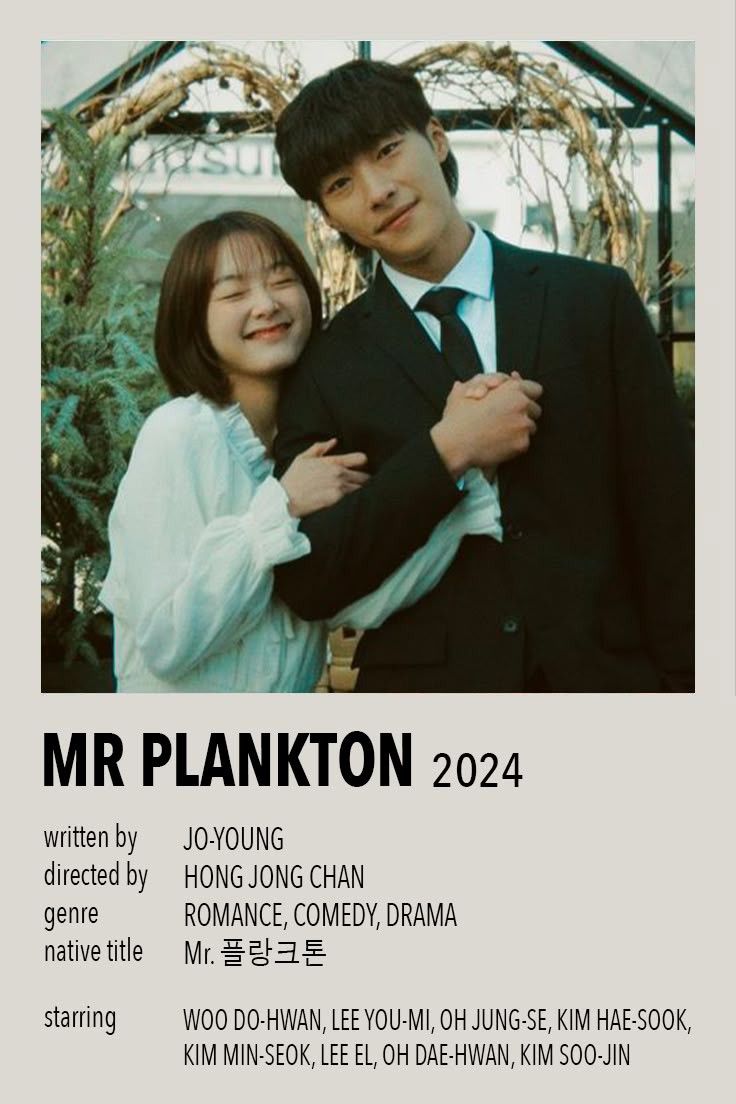 MR PLANKTON 2024
written by JO-YOUNG
directed by HONG JONG CHAN
genre ROMANCE, COMEDY, DRAMA
native title Mr. 플랑크톤
starring WOO DO-HWAN, LEE YOU-MI, OH JUNG-SE, KIM HAE-SOOK,
KIM MIN-SEOK, LEE EL, OH DAE-HWAN, KIM SOO-JIN